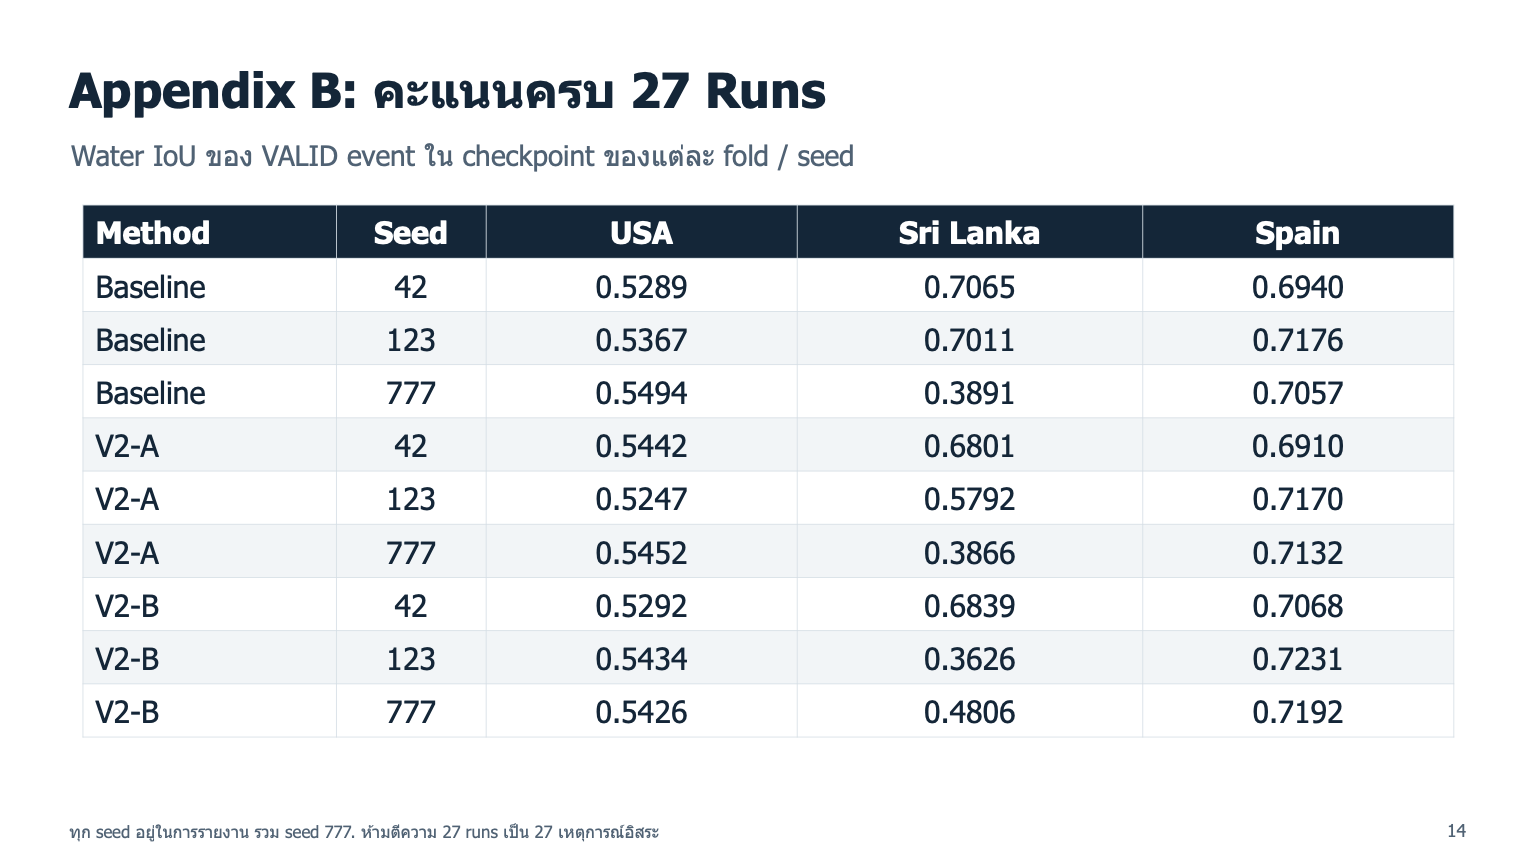 Appendix B: คะแนนครบ 27 Runs
Water IoU ของ VALID event ใน checkpoint ของแต่ละ fold / seed
Method Seed USA Sri Lanka Spain
Baseline 42 0.5289 0.7065 0.6940
Baseline 123 0.5367 0.7011 0.7176
Baseline 777 0.5494 0.3891 0.7057
V2-A 42 0.5442 0.6801 0.6910
V2-A 123 0.5247 0.5792 0.7170
V2-A 777 0.5452 0.3866 0.7132
V2-B 42 0.5292 0.6839 0.7068
V2-B 123 0.5434 0.3626 0.7231
V2-B 777 0.5426 0.4806 0.7192
ทุก seed อยู่ในการรายงาน รวม seed 777. ห้ามตีความ 27 runs เป็น 27 เหตุการณ์อิสระ 14